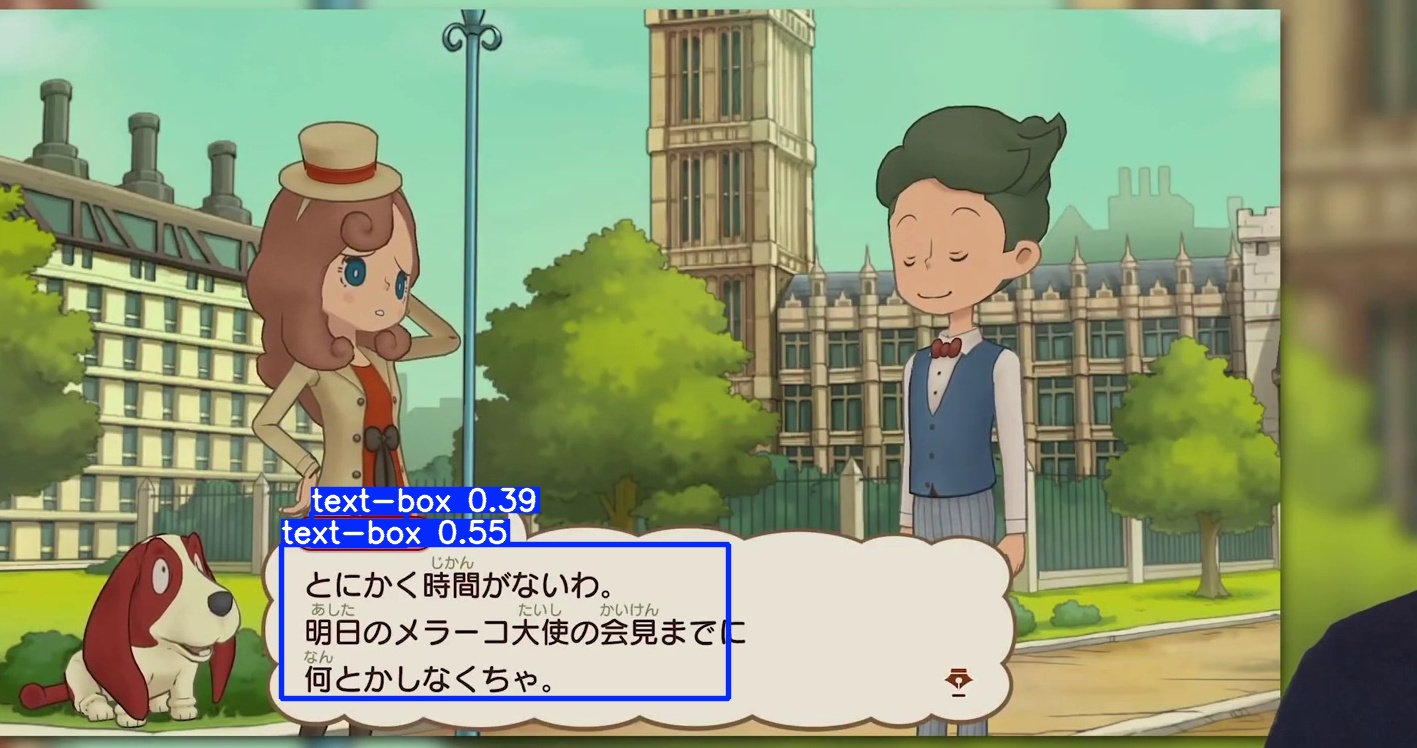 text-box 0.39
text-box 0.55
じかん
とにかく時間がないわ。
あした たいし かいけん
明日のメラーコ大使の会見までに
なん
何とかしなくちゃ。